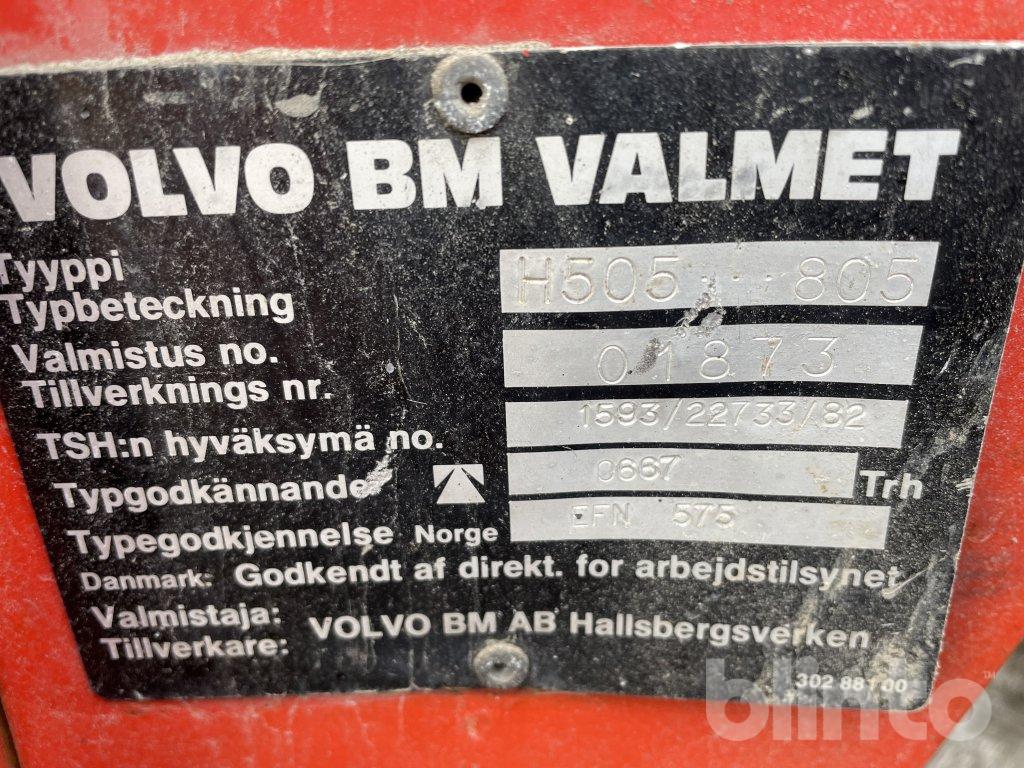 VOLVO BM VALMET
Tyyppi H505 805
Typbeteckning
Valmistus no. 01873
Tillverknings nr.
TSH:n hyväksymä no. 1593/22733/82
Typgodkännande 0667 Trh
Typegodkjennelse Norge EFN 575
Danmark: Godkendt af direkt. for arbejdstilsynet
Valmistaja: VOLVO BM AB Hallsbergsverken
Tillverkare:
302 881 00
blinto™